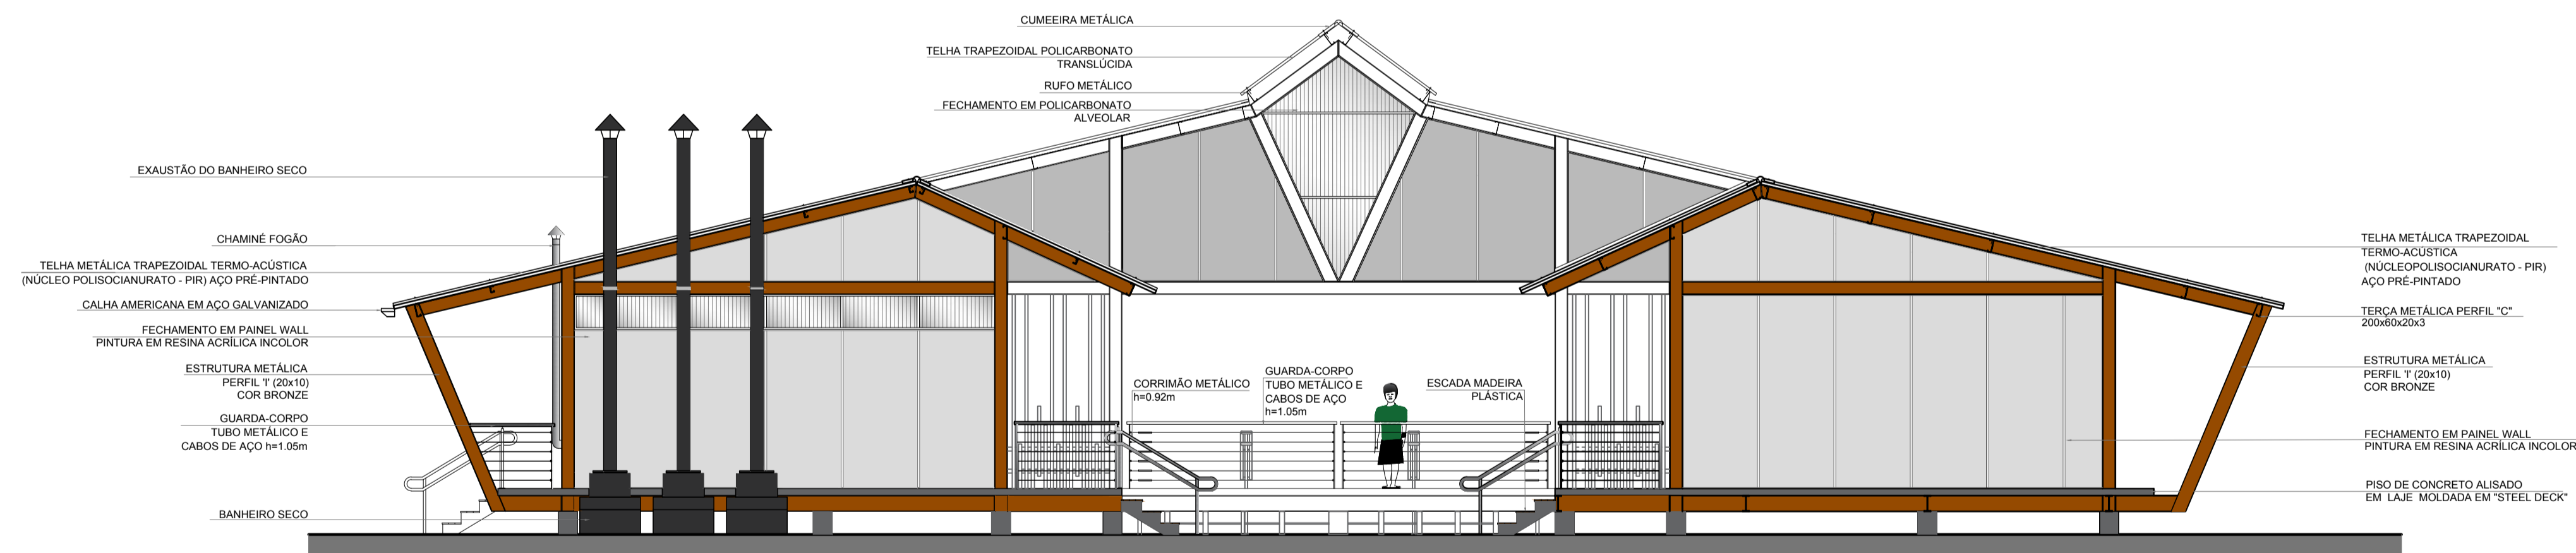 CUMEEIRA METÁLICA
TELHA TRAPEZOIDAL POLICARBONATO
TRANSLÚCIDA
RUFO METÁLICO
FECHAMENTO EM POLICARBONATO
ALVEOLAR
EXAUSTÃO DO BANHEIRO SECO
CHAMINÉ FOGÃO
TELHA METÁLICA TRAPEZOIDAL TERMO-ACÚSTICA
(NÚCLEO POLISOCIANURATO - PIR) AÇO PRÉ-PINTADO
CALHA AMERICANA EM AÇO GALVANIZADO
FECHAMENTO EM PAINEL WALL
PINTURA EM RESINA ACRÍLICA INCOLOR
ESTRUTURA METÁLICA
PERFIL 'I' (20x10)
COR BRONZE
GUARDA-CORPO
TUBO METÁLICO E
CABOS DE AÇO h=1.05m
BANHEIRO SECO
CORRIMÃO METÁLICO
h=0.92m
GUARDA-CORPO
TUBO METÁLICO E
CABOS DE AÇO
h=1.05m
ESCADA MADEIRA
PLÁSTICA
TELHA METÁLICA TRAPEZOIDAL
TERMO-ACÚSTICA
(NÚCLEOPOLISOCIANURATO - PIR)
AÇO PRÉ-PINTADO
TERÇA METÁLICA PERFIL "C"
200x60x20x3
ESTRUTURA METÁLICA
PERFIL 'I' (20x10)
COR BRONZE
FECHAMENTO EM PAINEL WALL
PINTURA EM RESINA ACRÍLICA INCOLOR
PISO DE CONCRETO ALISADO
EM LAJE MOLDADA EM "STEEL DECK"